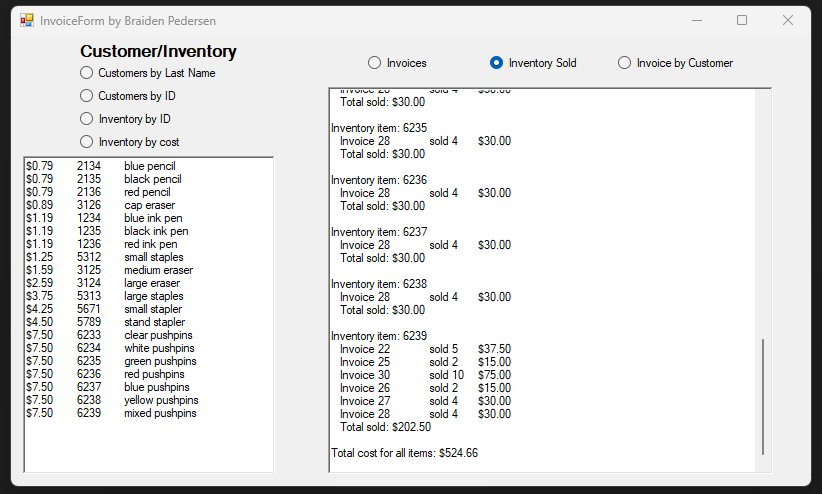 InvoiceForm by Braiden Pedersen
Customer/Inventory
Customers by Last Name
Customers by ID
Inventory by ID
Inventory by cost
Invoices
Inventory Sold
Invoice by Customer
$0.79 2134 blue pencil
$0.79 2135 black pencil
$0.79 2136 red pencil
$0.89 3126 cap eraser
$1.19 1234 blue ink pen
$1.19 1235 black ink pen
$1.19 1236 red ink pen
$1.25 5312 small staples
$1.59 3125 medium eraser
$2.59 3124 large eraser
$3.75 5313 large staples
$4.25 5671 small stapler
$4.50 5789 stand stapler
$7.50 6233 clear pushpins
$7.50 6234 white pushpins
$7.50 6235 green pushpins
$7.50 6236 red pushpins
$7.50 6237 blue pushpins
$7.50 6238 yellow pushpins
$7.50 6239 mixed pushpins
Total sold: $30.00
Inventory item: 6235
Invoice 28 sold 4 $30.00
Total sold: $30.00
Inventory item: 6236
Invoice 28 sold 4 $30.00
Total sold: $30.00
Inventory item: 6237
Invoice 28 sold 4 $30.00
Total sold: $30.00
Inventory item: 6238
Invoice 28 sold 4 $30.00
Total sold: $30.00
Inventory item: 6239
Invoice 22 sold 5 $37.50
Invoice 25 sold 2 $15.00
Invoice 30 sold 10 $75.00
Invoice 26 sold 2 $15.00
Invoice 27 sold 4 $30.00
Invoice 28 sold 4 $30.00
Total sold: $202.50
Total cost for all items: $524.66